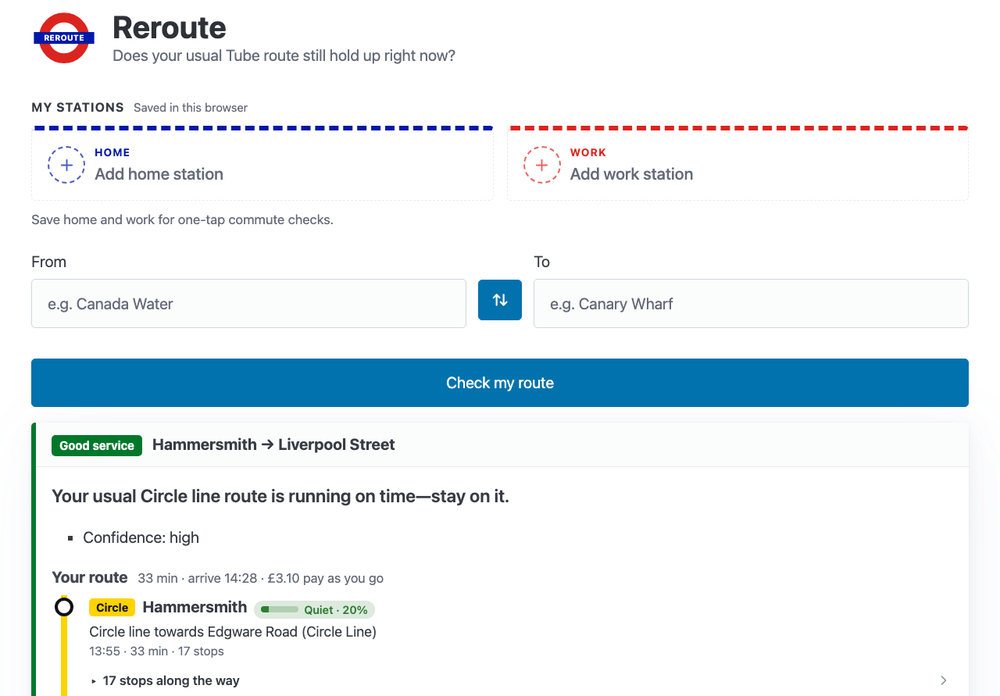 REROUTE
Reroute
Does your usual Tube route still hold up right now?
MY STATIONS Saved in this browser
HOME
Add home station
WORK
Add work station
Save home and work for one-tap commute checks.
From
To
e.g. Canada Water
e.g. Canary Wharf
Check my route
Good service Hammersmith → Liverpool Street
Your usual Circle line route is running on time—stay on it.
Confidence: high
Your route 33 min · arrive 14:28 · £3.10 pay as you go
Circle Hammersmith Quiet · 20%
Circle line towards Edgware Road (Circle Line)
13:55 · 33 min · 17 stops
17 stops along the way